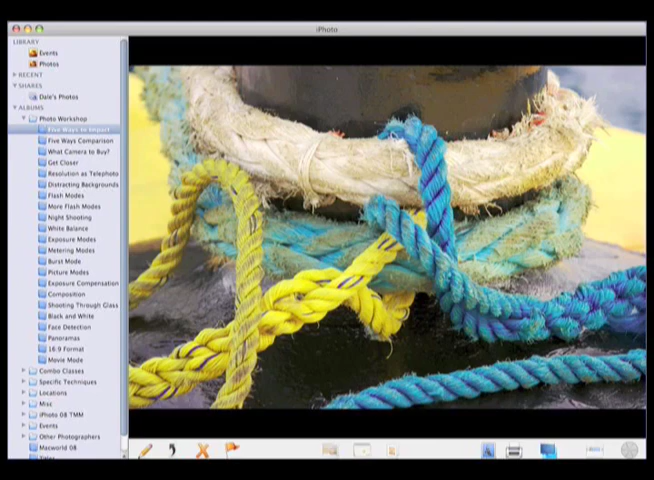 iPhoto
LIBRARY
Events
Photos
RECENT
SHARES
Dale's Photos
ALBUMS
Photo Workshop
Five Ways to Impact
Five Ways Comparison
What Camera to Buy?
Get Closer
Resolution as Telephoto
Distracting Backgrounds
Flash Modes
More Flash Modes
Night Shooting
White Balance
Exposure Modes
Metering Modes
Burst Mode
Picture Modes
Exposure Compensation
Composition
Shooting Through Glass
Black and White
Face Detection
Panoramas
16:9 Format
Movie Mode
Combo Classes
Specific Techniques
Locations
Misc
iPhoto 08 TMM
Events
Other Photographers
Macworld 08